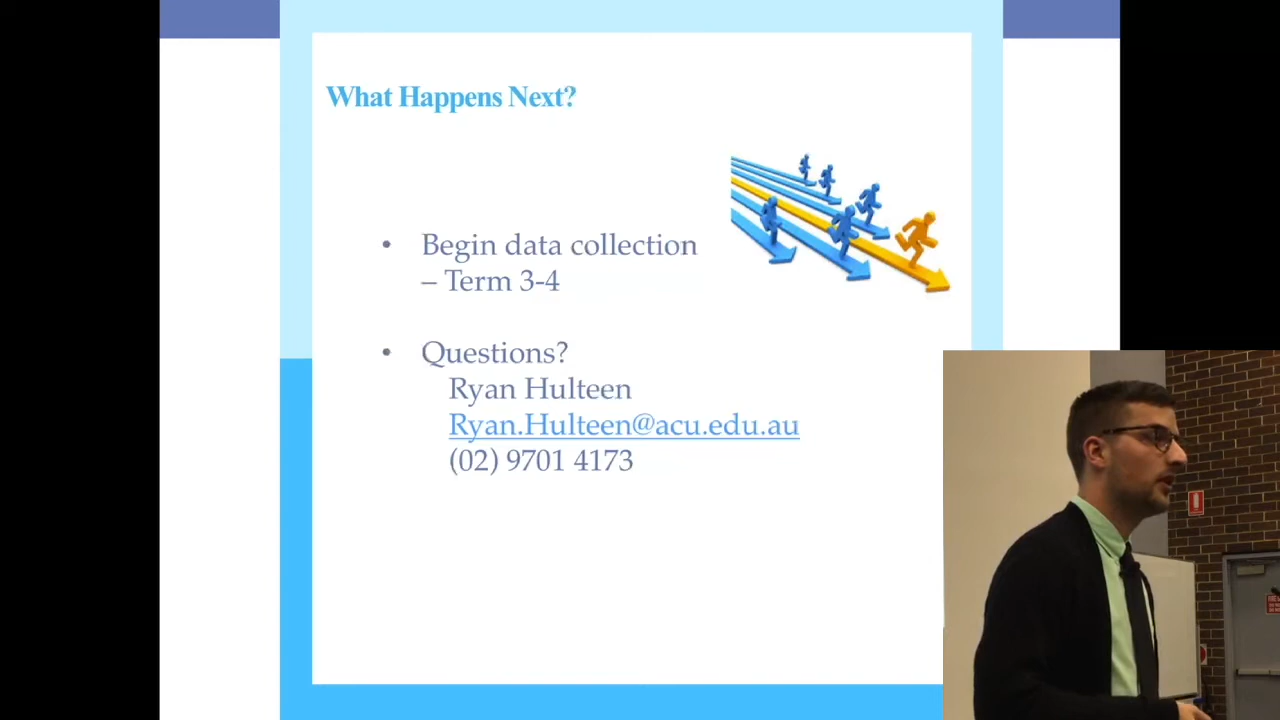 What Happens Next?
• Begin data collection
– Term 3-4
• Questions?
Ryan Hulteen
Ryan.Hulteen@acu.edu.au
(02) 9701 4173